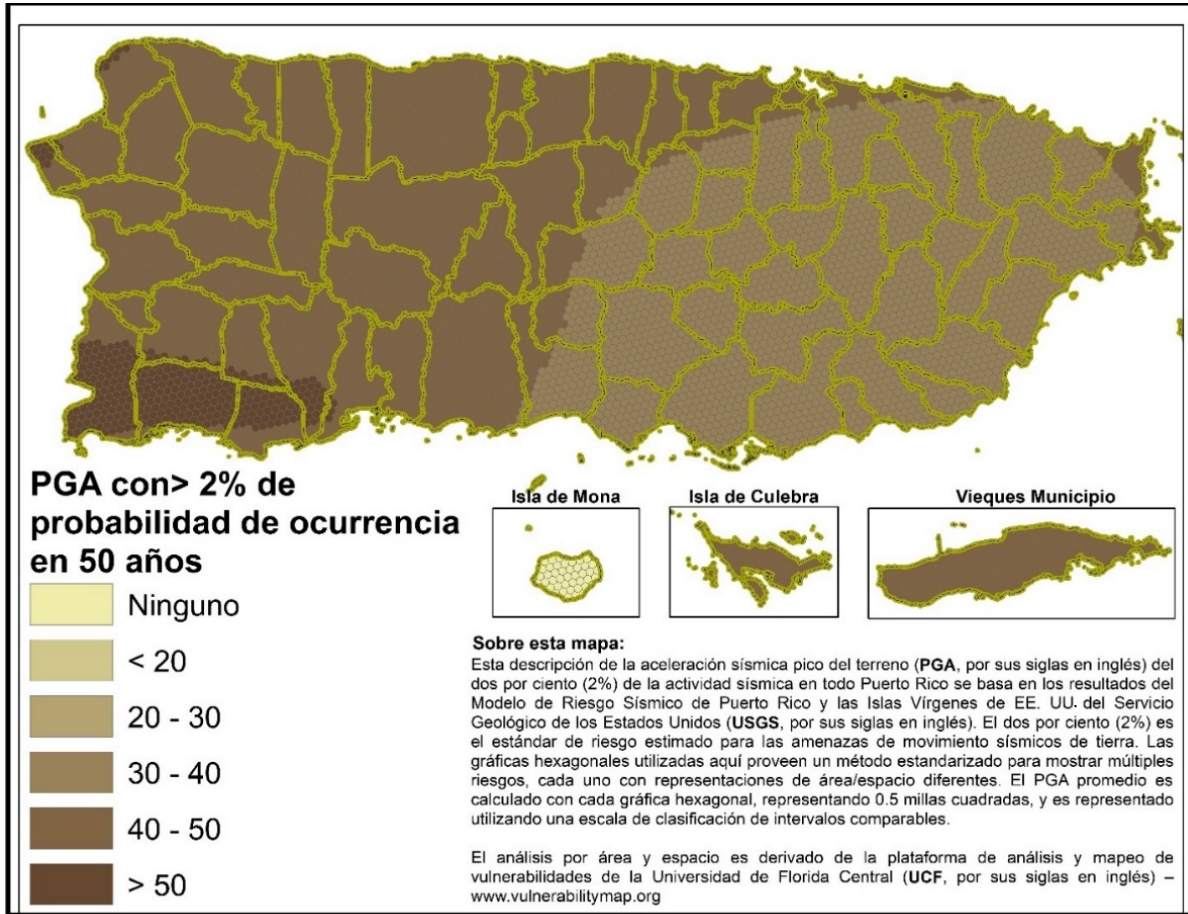 PGA con> 2% de
probabilidad de ocurrencia
en 50 años
Ninguno
< 20
20 - 30
30 - 40
40 - 50
> 50
Isla de Mona
Isla de Culebra
Vieques Municipio
Sobre esta mapa:
Esta descripción de la aceleración sísmica pico del terreno (PGA, por sus siglas en inglés) del
dos por ciento (2%) de la actividad sísmica en todo Puerto Rico se basa en los resultados del
Modelo de Riesgo Sísmico de Puerto Rico y las Islas Vírgenes de EE. UU. del Servicio
Geológico de los Estados Unidos (USGS, por sus siglas en inglés). El dos por ciento (2%) es
el estándar de riesgo estimado para las amenazas de movimiento sísmicos de tierra. Las
gráficas hexagonales utilizadas aquí proveen un método estandarizado para mostrar múltiples
riesgos, cada uno con representaciones de área/espacio diferentes. El PGA promedio es
calculado con cada gráfica hexagonal, representando 0.5 millas cuadradas, y es representado
utilizando una escala de clasificación de intervalos comparables.
El análisis por área y espacio es derivado de la plataforma de análisis y mapeo de
vulnerabilidades de la Universidad de Florida Central (UCF, por sus siglas en inglés) –
www.vulnerabilitymap.org